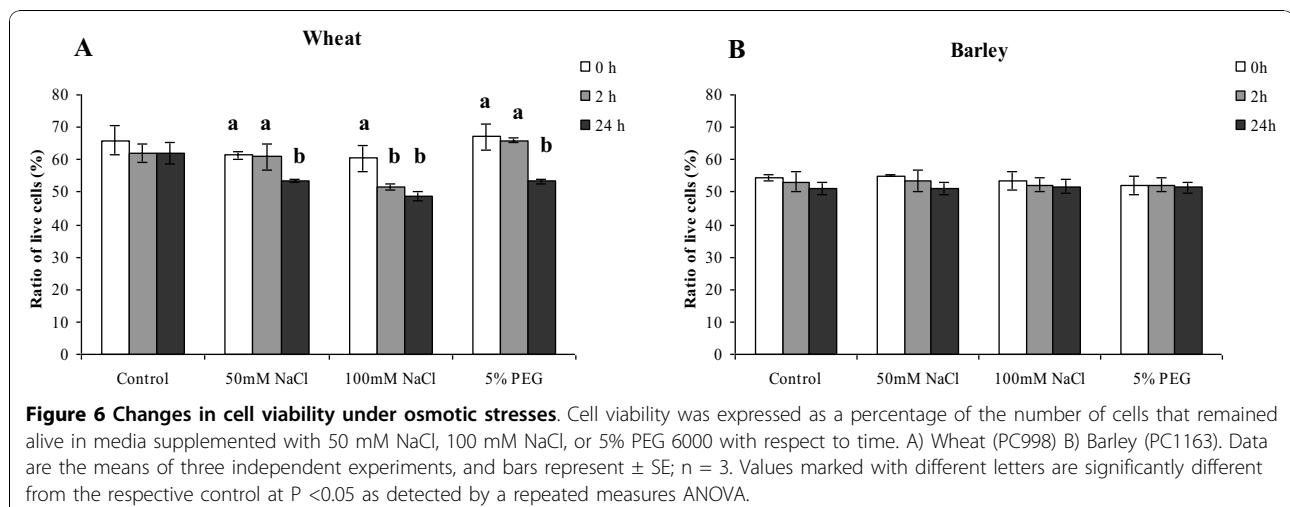 A
Wheat
0 h
2 h
24 h
Ratio of live cells (%)
80
70
60
50
40
30
20
10
0
a a b
a b b
a a b
Control 50mM NaCl 100mM NaCl 5% PEG
B
Barley
0h
2h
24h
Ratio of live cells (%)
80
70
60
50
40
30
20
10
0
Control 50mM NaCl 100mM NaCl 5% PEG
Figure 6 Changes in cell viability under osmotic stresses. Cell viability was expressed as a percentage of the number of cells that remained
alive in media supplemented with 50 mM NaCl, 100 mM NaCl, or 5% PEG 6000 with respect to time. A) Wheat (PC998) B) Barley (PC1163). Data
are the means of three independent experiments, and bars represent ± SE; n = 3. Values marked with different letters are significantly different
from the respective control at P <0.05 as detected by a repeated measures ANOVA.